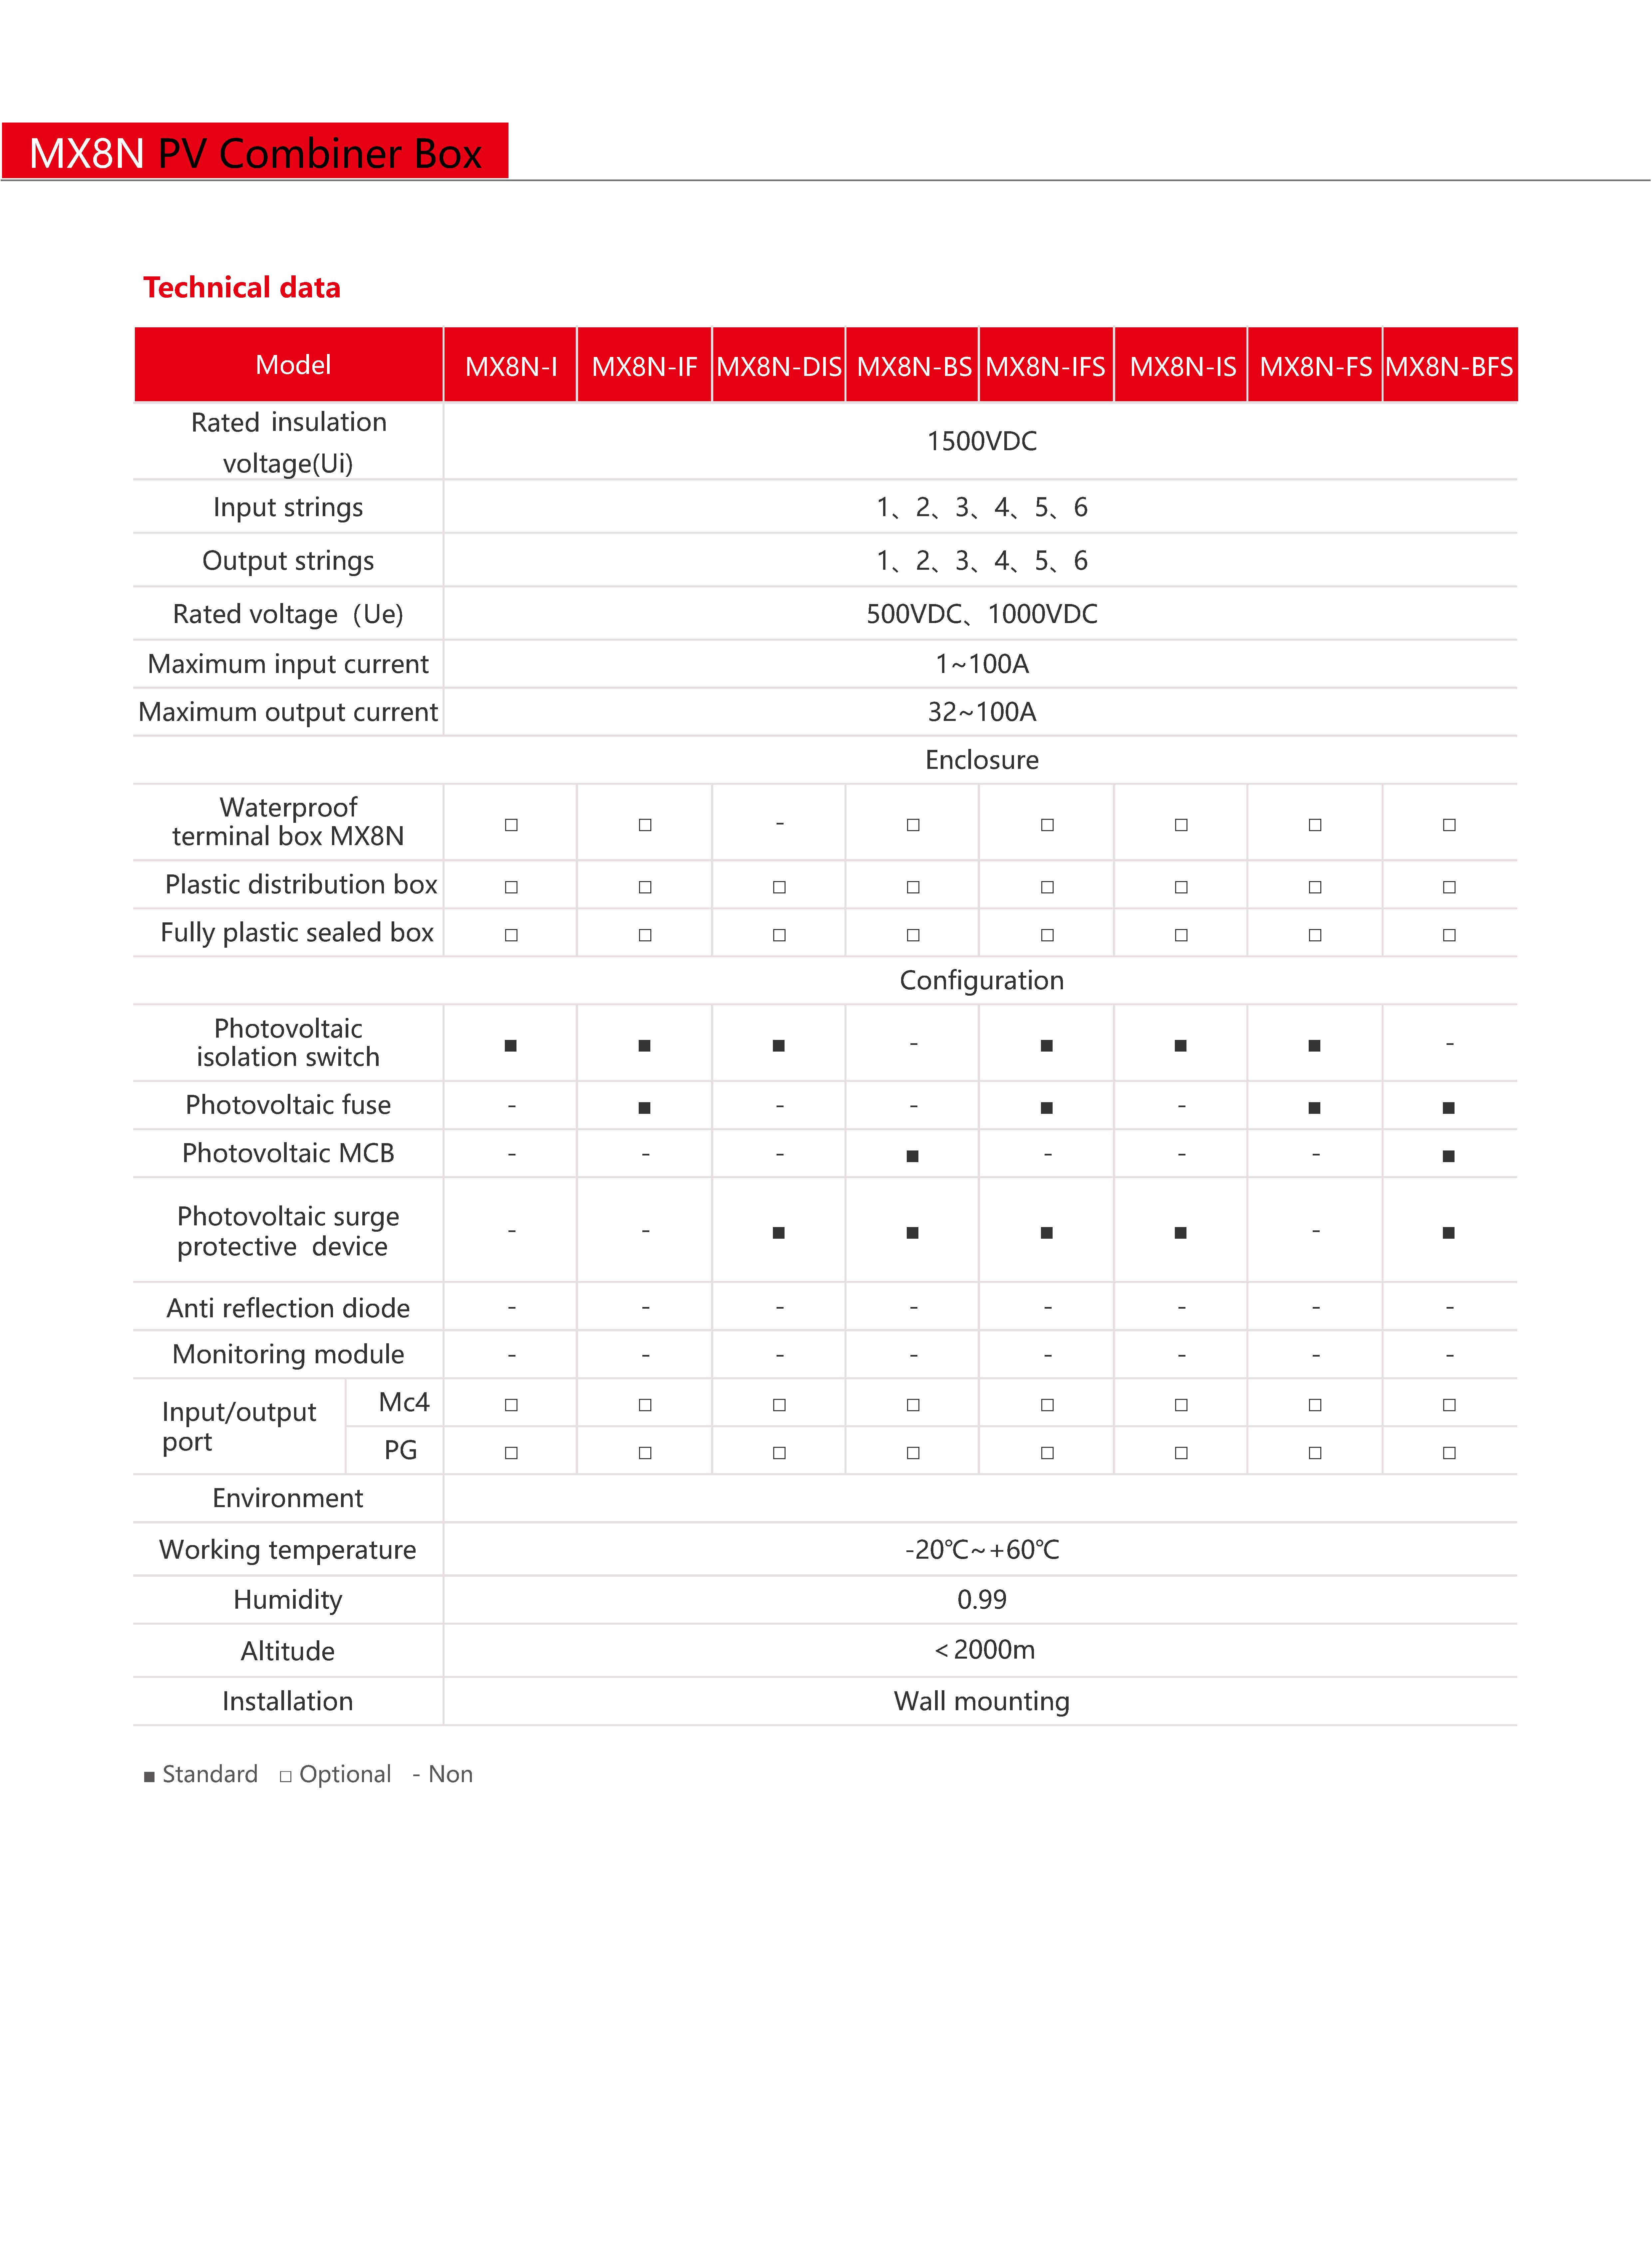 MX8N PV Combiner Box
Technical data
Model MX8N-I MX8N-IF MX8N-DIS MX8N-BS MX8N-IFS MX8N-IS MX8N-FS MX8N-BFS
Rated insulation
voltage(Ui)
1500VDC
Input strings 1、2、3、4、5、6
Output strings 1、2、3、4、5、6
Rated voltage（Ue) 500VDC、1000VDC
Maximum input current 1~100A
Maximum output current 32~100A
Enclosure
Waterproof
terminal box MX8N
□ □ - □ □ □ □ □
Plastic distribution box □ □ □ □ □ □ □ □
Fully plastic sealed box □ □ □ □ □ □ □ □
Configuration
Photovoltaic
isolation switch
■ ■ ■ - ■ ■ ■ -
Photovoltaic fuse - ■ - - ■ - ■ ■
Photovoltaic MCB - - - ■ - - - ■
Photovoltaic surge
protective device
- - ■ ■ ■ ■ - ■
Anti reflection diode - - - - - - - -
Monitoring module - - - - - - - -
Input/output
port
Mc4 □ □ □ □ □ □ □ □
PG □ □ □ □ □ □ □ □
Environment
Working temperature -20℃~+60℃
Humidity 0.99
Altitude ＜2000m
Installation Wall mounting
■ Standard □ Optional - Non